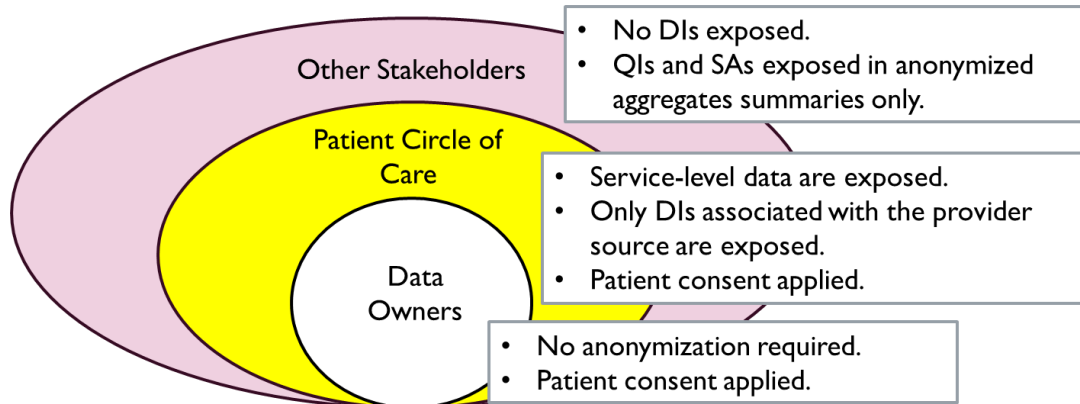 Other Stakeholders
• No DIs exposed.
• QIs and SAs exposed in anonymized
aggregates summaries only.
Patient Circle of
Care
• Service-level data are exposed.
• Only DIs associated with the provider
source are exposed.
• Patient consent applied.
Data
Owners
• No anonymization required.
• Patient consent applied.